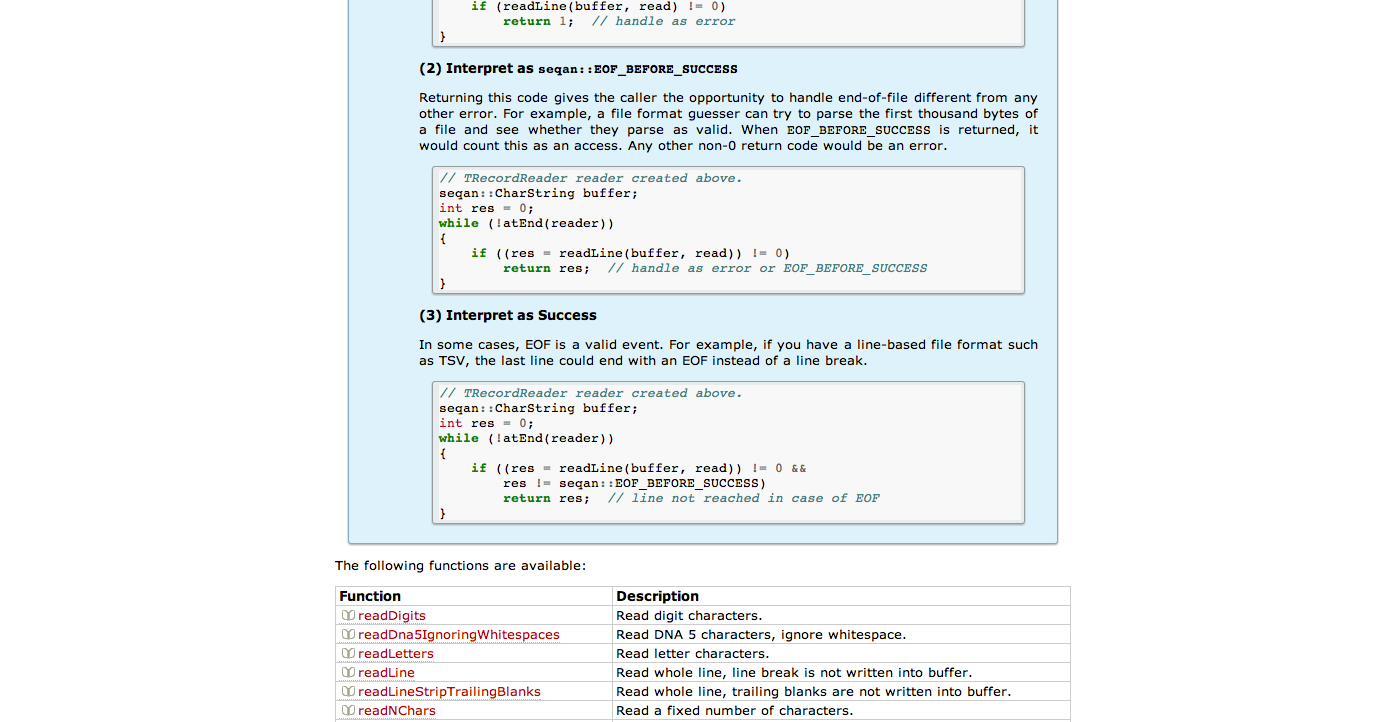 if (readLine(buffer, read) != 0)
        return 1;  // handle as error
}
(2) Interpret as seqan::EOF_BEFORE_SUCCESS
Returning this code gives the caller the opportunity to handle end-of-file different from any
other error. For example, a file format guesser can try to parse the first thousand bytes of
a file and see whether they parse as valid. When EOF_BEFORE_SUCCESS is returned, it
would count this as an access. Any other non-0 return code would be an error.
// TRecordReader reader created above.
seqan::CharString buffer;
int res = 0;
while (!atEnd(reader))
{
    if ((res = readLine(buffer, read)) != 0)
        return res;  // handle as error or EOF_BEFORE_SUCCESS
}
(3) Interpret as Success
In some cases, EOF is a valid event. For example, if you have a line-based file format such
as TSV, the last line could end with an EOF instead of a line break.
// TRecordReader reader created above.
seqan::CharString buffer;
int res = 0;
while (!atEnd(reader))
{
    if ((res = readLine(buffer, read)) != 0 &&
        res != seqan::EOF_BEFORE_SUCCESS)
        return res;  // line not reached in case of EOF
}
The following functions are available:
Function Description
readDigits Read digit characters.
readDna5IgnoringWhitespaces Read DNA 5 characters, ignore whitespace.
readLetters Read letter characters.
readLine Read whole line, line break is not written into buffer.
readLineStripTrailingBlanks Read whole line, trailing blanks are not written into buffer.
readNChars Read a fixed number of characters.